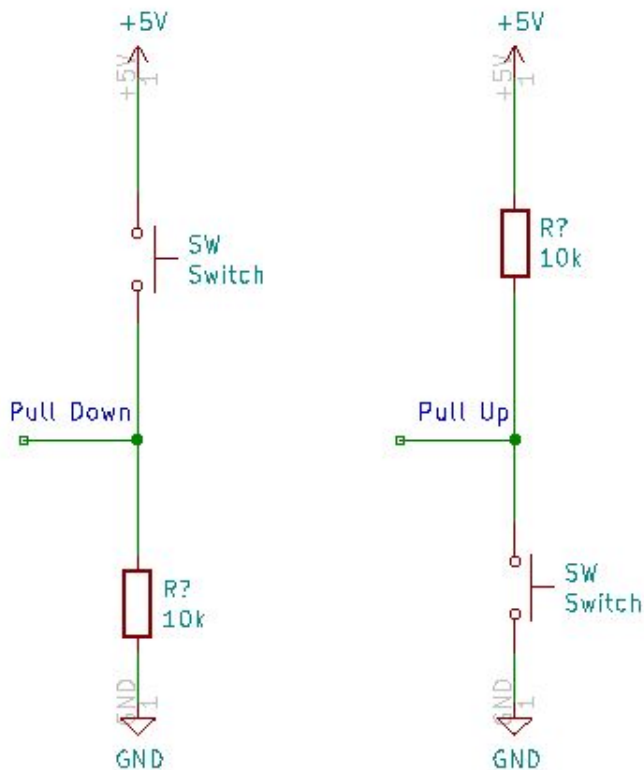 +5V
+5V
1
SW
Switch
Pull Down
R?
10k
GND
1
GND
+5V
+5V
1
R?
10k
Pull Up
SW
Switch
GND
1
GND